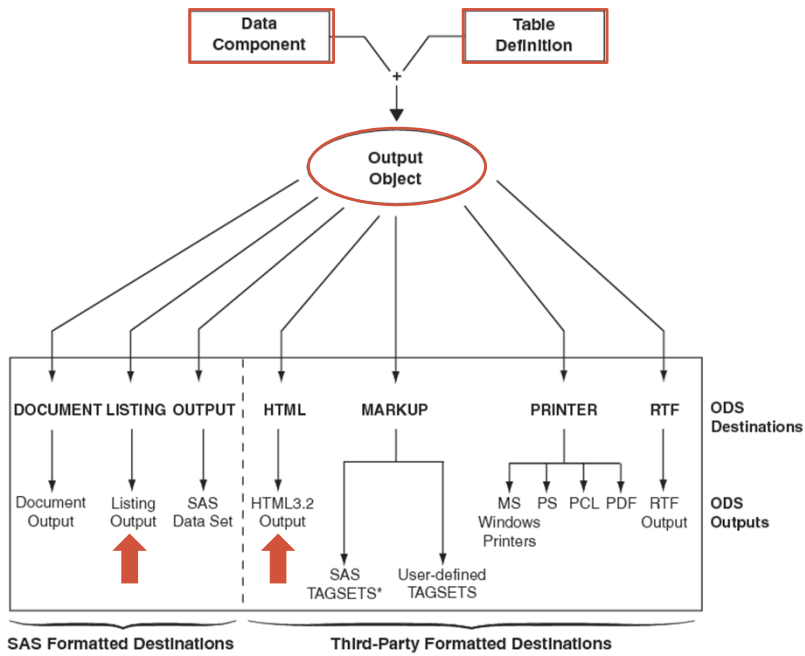 Data
Component
Table
Definition
+
Output
Object
DOCUMENT LISTING OUTPUT HTML MARKUP PRINTER RTF
ODS
Destinations
Document
Output
Listing
Output
SAS
Data Set
HTML3.2
Output
MS
Windows
Printers
PS
PCL
PDF
RTF
Output
ODS
Outputs
SAS
TAGSETS*
User-defined
TAGSETS
SAS Formatted Destinations
Third-Party Formatted Destinations